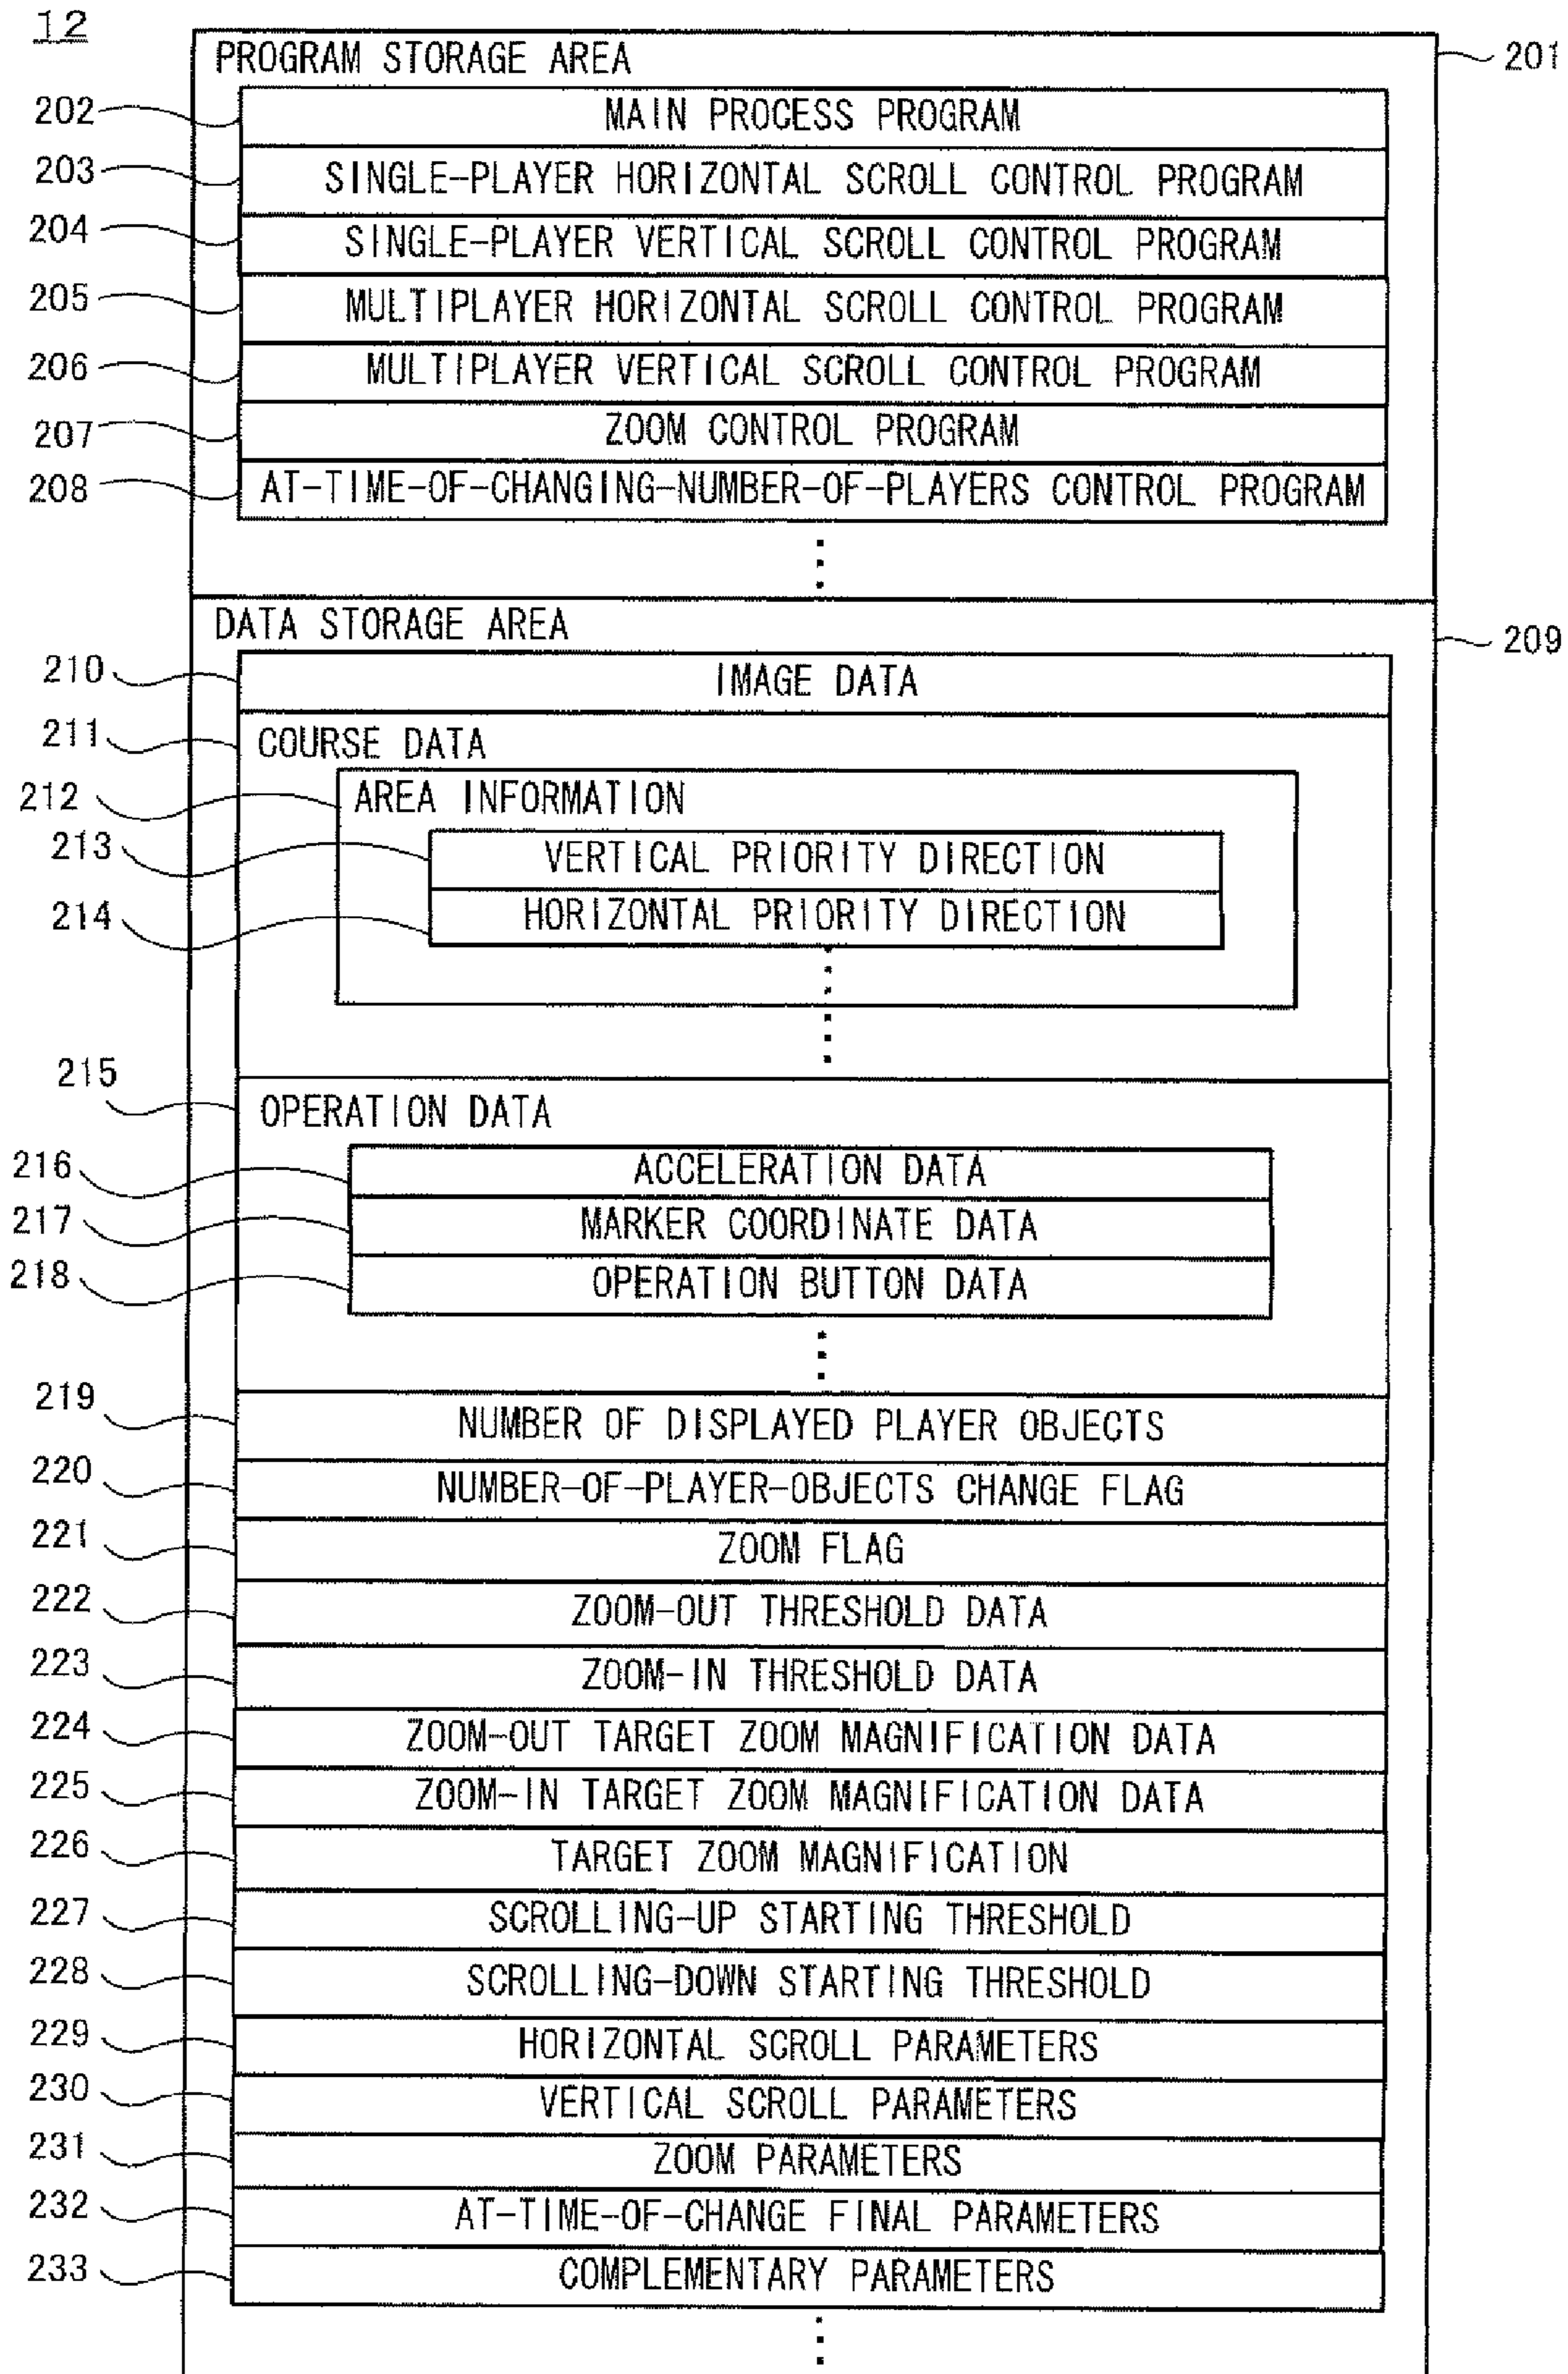 12
PROGRAM STORAGE AREA
201
202
MAIN PROCESS PROGRAM
203
SINGLE-PLAYER HORIZONTAL SCROLL CONTROL PROGRAM
204
SINGLE-PLAYER VERTICAL SCROLL CONTROL PROGRAM
205
MULTIPLAYER HORIZONTAL SCROLL CONTROL PROGRAM
206
MULTIPLAYER VERTICAL SCROLL CONTROL PROGRAM
207
ZOOM CONTROL PROGRAM
208
AT-TIME-OF-CHANGING-NUMBER-OF-PLAYERS CONTROL PROGRAM
DATA STORAGE AREA
209
210
IMAGE DATA
211
COURSE DATA
212
AREA INFORMATION
213
VERTICAL PRIORITY DIRECTION
214
HORIZONTAL PRIORITY DIRECTION
215
OPERATION DATA
216
ACCELERATION DATA
217
MARKER COORDINATE DATA
218
OPERATION BUTTON DATA
219
NUMBER OF DISPLAYED PLAYER OBJECTS
220
NUMBER-OF-PLAYER-OBJECTS CHANGE FLAG
221
ZOOM FLAG
222
ZOOM-OUT THRESHOLD DATA
223
ZOOM-IN THRESHOLD DATA
224
ZOOM-OUT TARGET ZOOM MAGNIFICATION DATA
225
ZOOM-IN TARGET ZOOM MAGNIFICATION DATA
226
TARGET ZOOM MAGNIFICATION
227
SCROLLING-UP STARTING THRESHOLD
228
SCROLLING-DOWN STARTING THRESHOLD
229
HORIZONTAL SCROLL PARAMETERS
230
VERTICAL SCROLL PARAMETERS
231
ZOOM PARAMETERS
232
AT-TIME-OF-CHANGE FINAL PARAMETERS
233
COMPLEMENTARY PARAMETERS